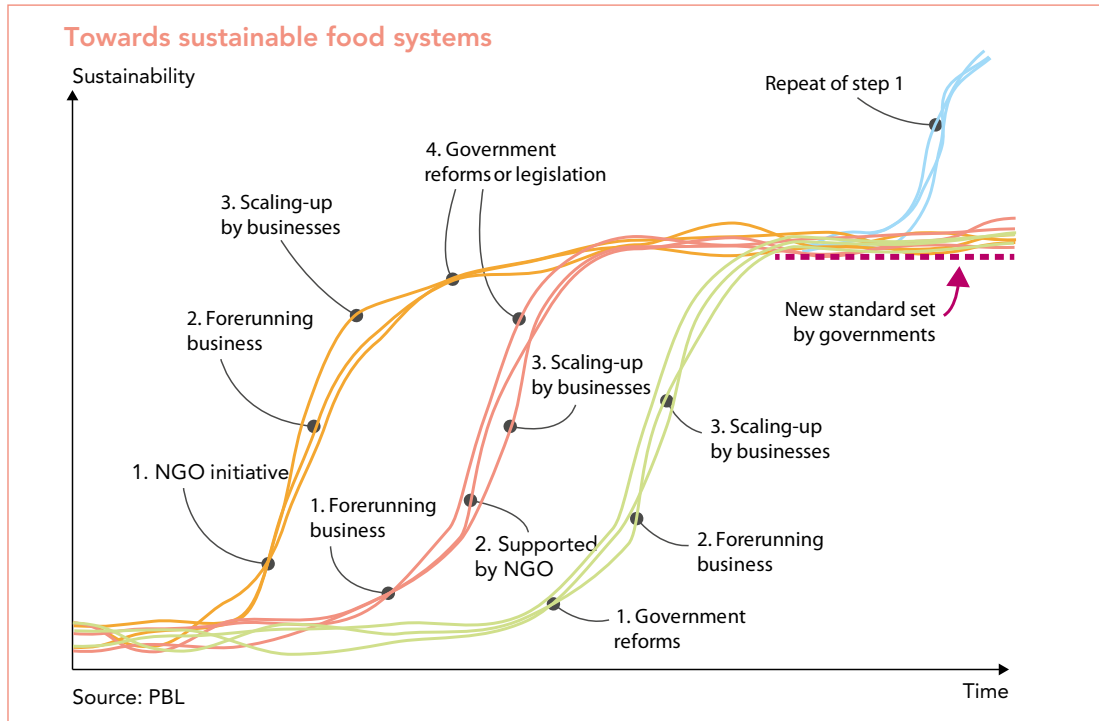 Towards sustainable food systems
Sustainability
Repeat of step 1
4. Government
reforms or legislation
3. Scaling-up
by businesses
2. Forerunning
business
New standard set
by governments
3. Scaling-up
by businesses
3. Scaling-up
by businesses
1. NGO initiative
1. Forerunning
business
2. Supported
by NGO
2. Forerunning
business
1. Government
reforms
Source: PBL
Time